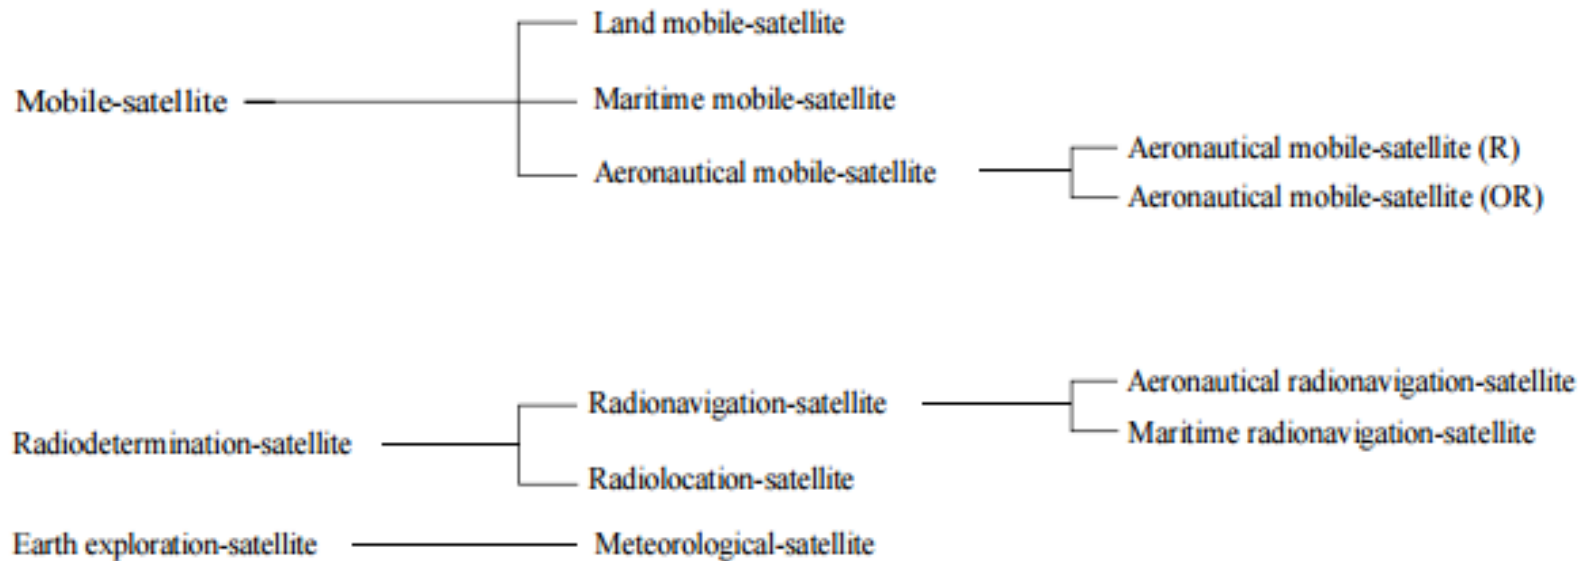 Land mobile-satellite
Mobile-satellite
Maritime mobile-satellite
Aeronautical mobile-satellite
Aeronautical mobile-satellite (R)
Aeronautical mobile-satellite (OR)
Radiodetermination-satellite
Radionavigation-satellite
Aeronautical radionavigation-satellite
Maritime radionavigation-satellite
Radiolocation-satellite
Earth exploration-satellite
Meteorological-satellite